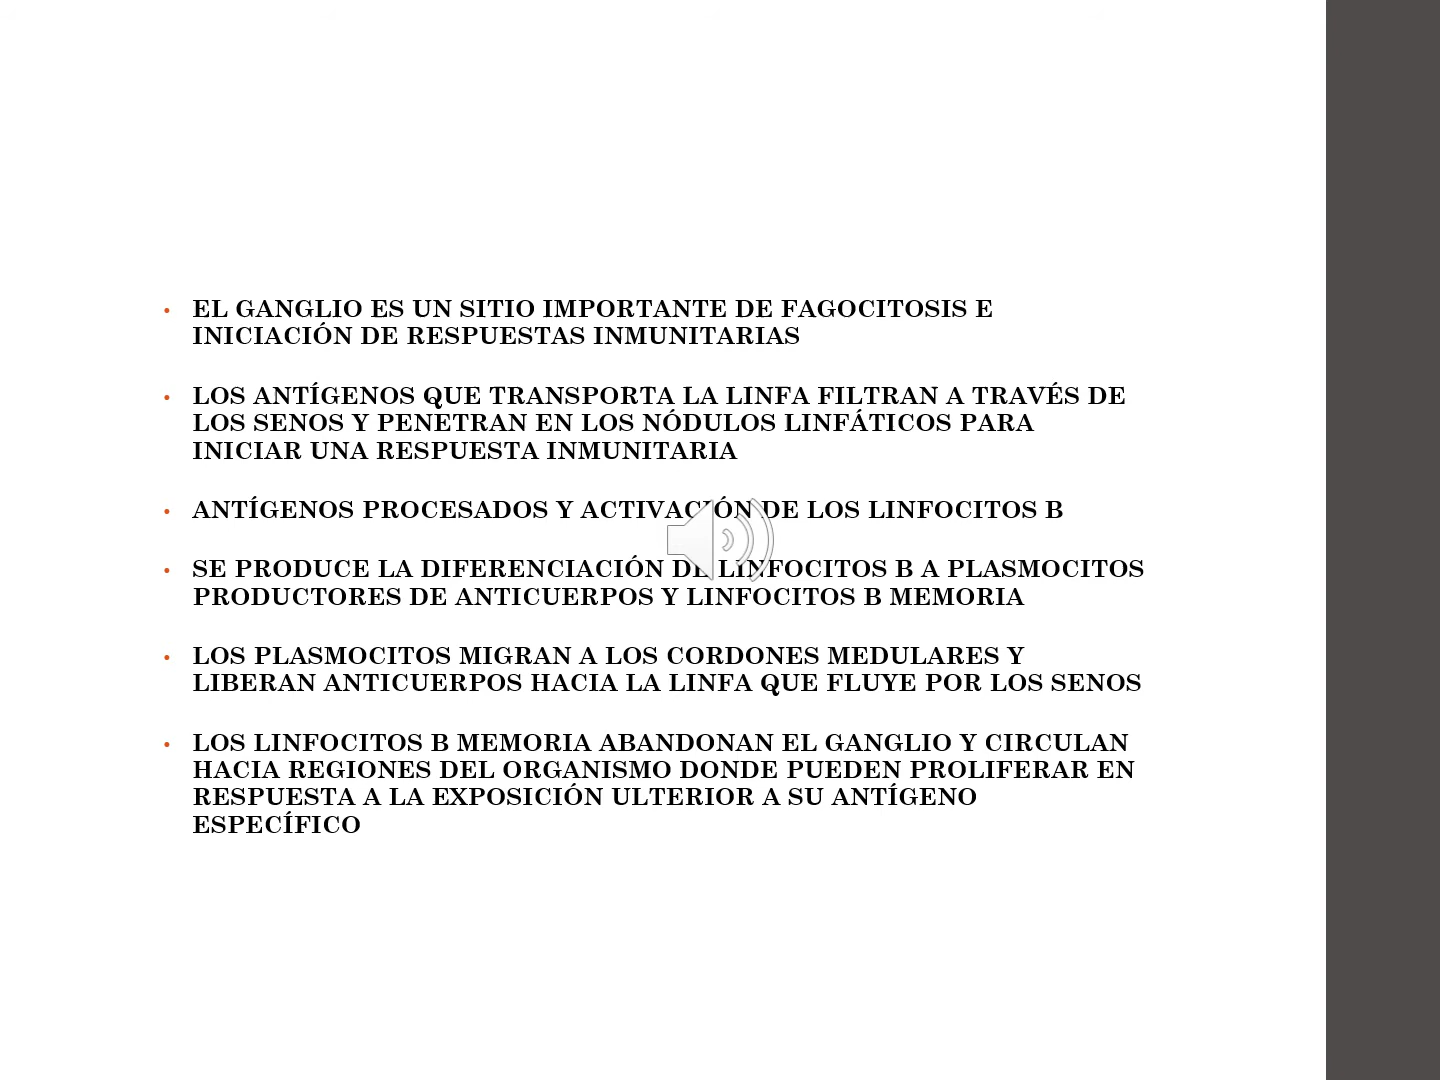 • EL GANGLIO ES UN SITIO IMPORTANTE DE FAGOCITOSIS E
INICIACIÓN DE RESPUESTAS INMUNITARIAS
• LOS ANTÍGENOS QUE TRANSPORTA LA LINFA FILTRAN A TRAVÉS DE
LOS SENOS Y PENETRAN EN LOS NÓDULOS LINFÁTICOS PARA
INICIAR UNA RESPUESTA INMUNITARIA
• ANTÍGENOS PROCESADOS Y ACTIVACIÓN DE LOS LINFOCITOS B
• SE PRODUCE LA DIFERENCIACIÓN DE LINFOCITOS B A PLASMOCITOS
PRODUCTORES DE ANTICUERPOS Y LINFOCITOS B MEMORIA
• LOS PLASMOCITOS MIGRAN A LOS CORDONES MEDULARES Y
LIBERAN ANTICUERPOS HACIA LA LINFA QUE FLUYE POR LOS SENOS
• LOS LINFOCITOS B MEMORIA ABANDONAN EL GANGLIO Y CIRCULAN
HACIA REGIONES DEL ORGANISMO DONDE PUEDEN PROLIFERAR EN
RESPUESTA A LA EXPOSICIÓN ULTERIOR A SU ANTÍGENO
ESPECÍFICO